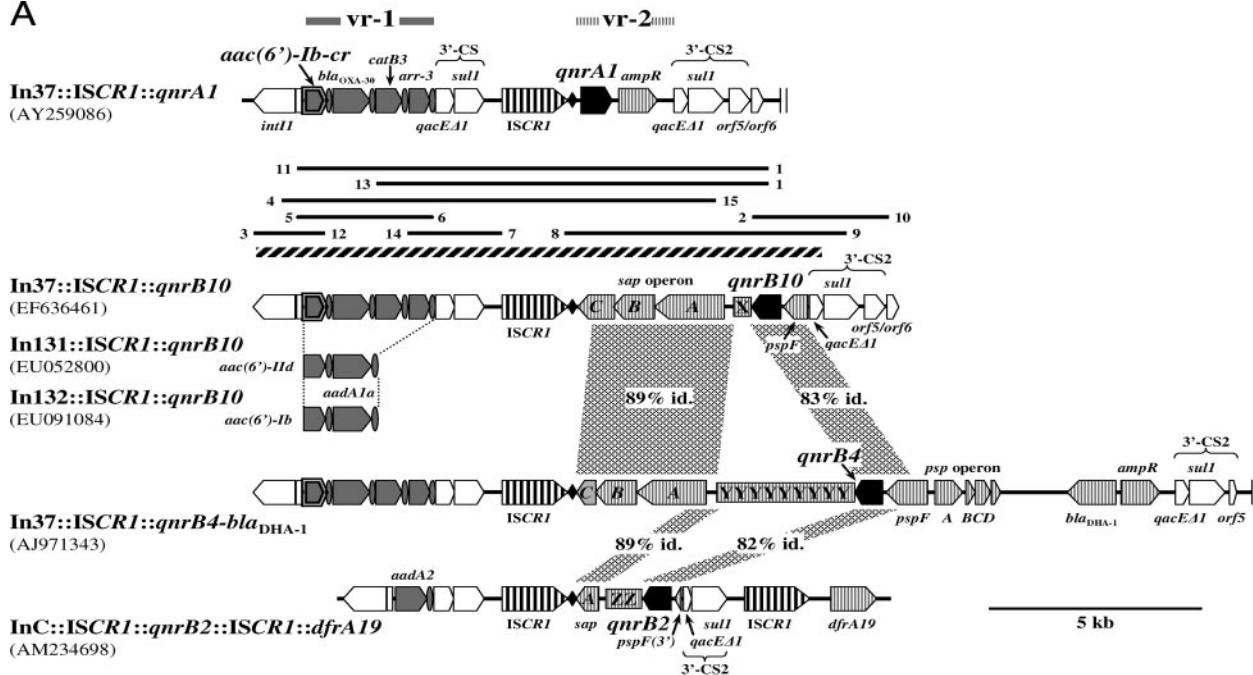 A
vr-1 vr-2
aac(6')-Ib-cr catB3 3'-CS 3'-CS2
blaOXA-30 arr-3 sul1 qnrA1 ampR sul1
In37::ISCR1::qnrA1
(AY259086)
intI1 qacEΔ1 ISCR1 qacEΔ1 orf5/orf6
11 1
13 1
4 15
5 6 2 10
3 12 14 7 8 9
3'-CS2
In37::ISCR1::qnrB10 sap operon qnrB10 sul1
(EF636461) C B A X
ISCR1 pspF qacEΔ1 orf5/orf6
In131::ISCR1::qnrB10
(EU052800)
aac(6')-IId aadA1a
In132::ISCR1::qnrB10 89% id. 83% id.
(EU091084) aac(6')-Ib
3'-CS2
qnrB4 psp operon ampR sul1
C B A YYYYYYYYY
In37::ISCR1::qnrB4-blaDHA-1 ISCR1 pspF A BCD blaDHA-1 qacEΔ1 orf5
(AJ971343)
89% id. 82% id.
aadA2
A ZZ
ISCR1 sap qnrB2 sul1 ISCR1 dfrA19
InC::ISCR1::qnrB2::ISCR1::dfrA19 pspF(3') qacEΔ1 5 kb
(AM234698) 3'-CS2